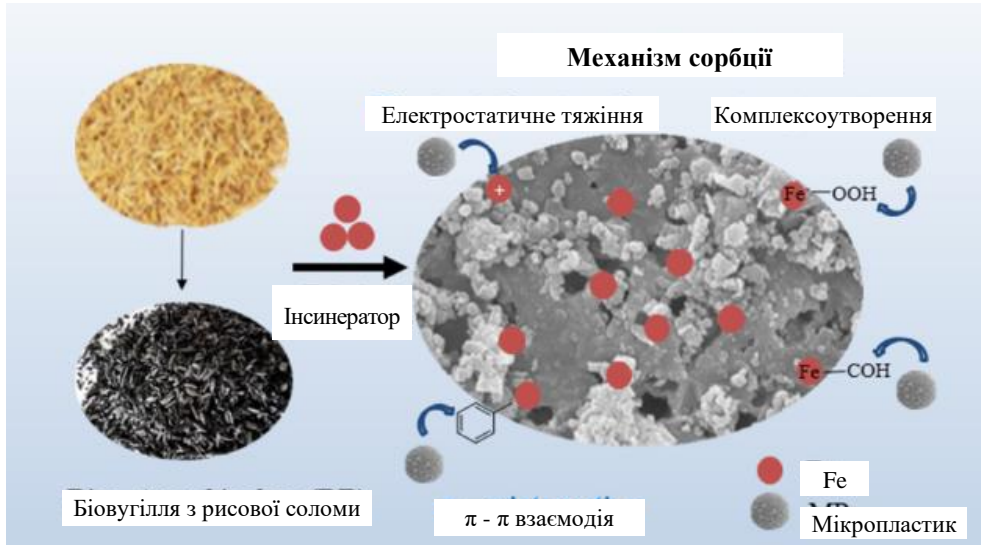 Механізм сорбції
Електростатичне тяжіння
Комплексоутворення
+
Fe — OOH
Інсинератор
Fe — COH
Fe
Біовугілля з рисової соломи
π - π взаємодія
Мікропластик